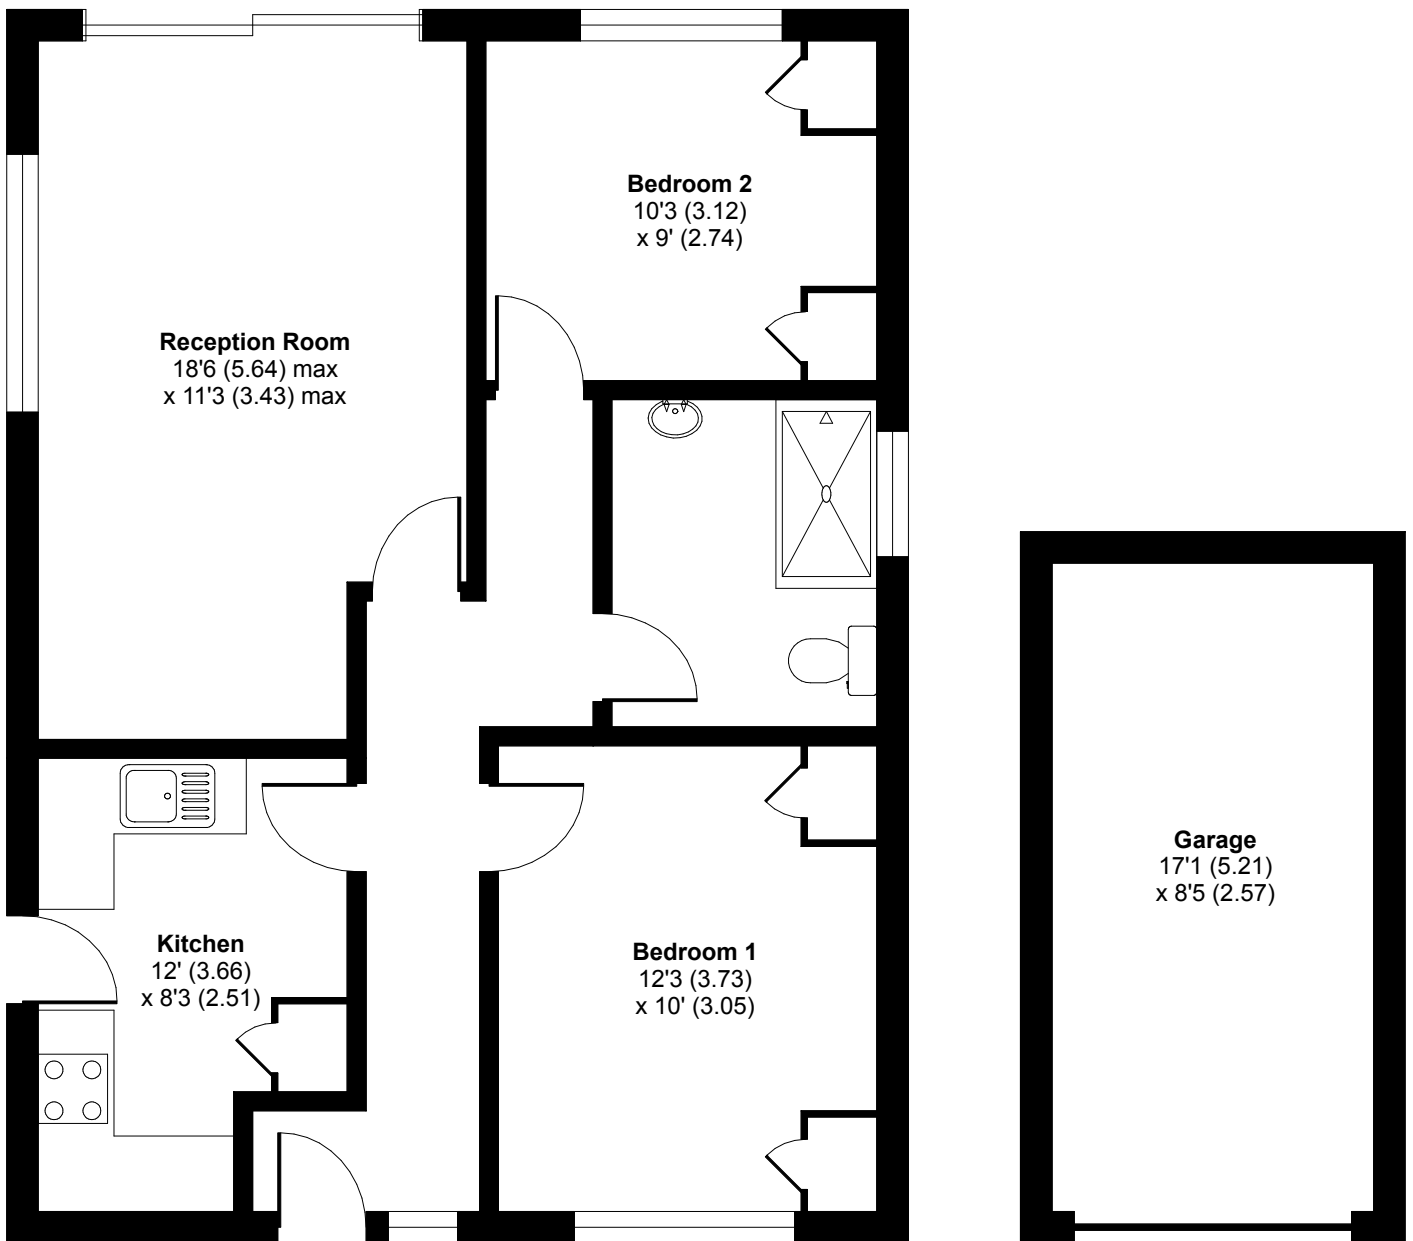 Bedroom 2
10'3 (3.12)
x 9' (2.74)
Reception Room
18'6 (5.64) max
x 11'3 (3.43) max
Garage
17'1 (5.21)
x 8'5 (2.57)
Kitchen
12' (3.66)
x 8'3 (2.51)
Bedroom 1
12'3 (3.73)
x 10' (3.05)